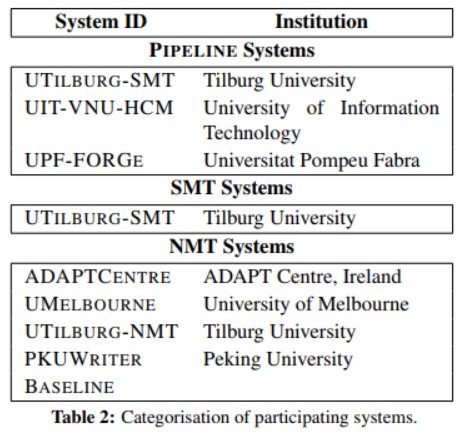 System ID Institution
PIPELINE Systems
UTILBURG-SMT Tilburg University
UIT-VNU-HCM University of Information
Technology
UPF-FORGE Universitat Pompeu Fabra
SMT Systems
UTILBURG-SMT Tilburg University
NMT Systems
ADAPTCENTRE ADAPT Centre, Ireland
UMELBOURNE University of Melbourne
UTILBURG-NMT Tilburg University
PKUWRITER Peking University
BASELINE
Table 2: Categorisation of participating systems.